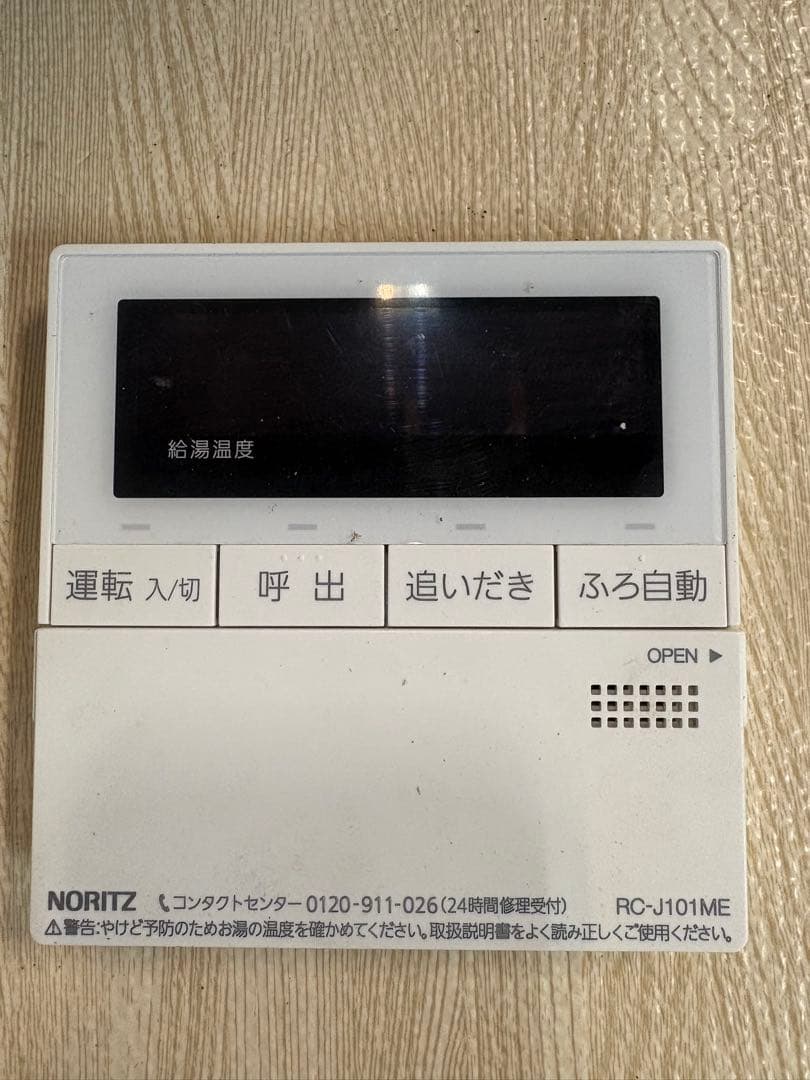 給湯温度
運転 入/切 呼出 追いだき ふろ自動
OPEN ▶
NORITZ コンタクトセンター 0120-911-026(24時間修理受付) RC-J101ME
⚠警告:やけど予防のためお湯の温度を確かめてください。取扱説明書をよく読み正しくご使用ください。